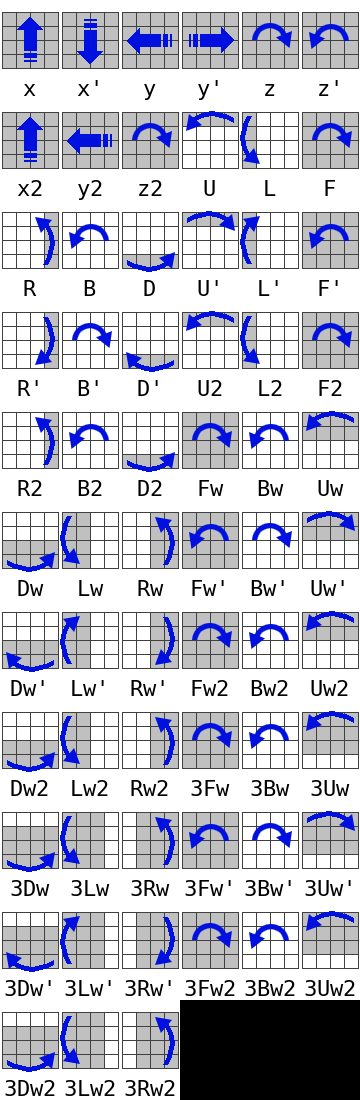 x x' y y' z z'
x2 y2 z2 U L F
R B D U' L' F'
R' B' D' U2 L2 F2
R2 B2 D2 Fw Bw Uw
Dw Lw Rw Fw' Bw' Uw'
Dw' Lw' Rw' Fw2 Bw2 Uw2
Dw2 Lw2 Rw2 3Fw 3Bw 3Uw
3Dw 3Lw 3Rw 3Fw' 3Bw' 3Uw'
3Dw' 3Lw' 3Rw' 3Fw2 3Bw2 3Uw2
3Dw2 3Lw2 3Rw2